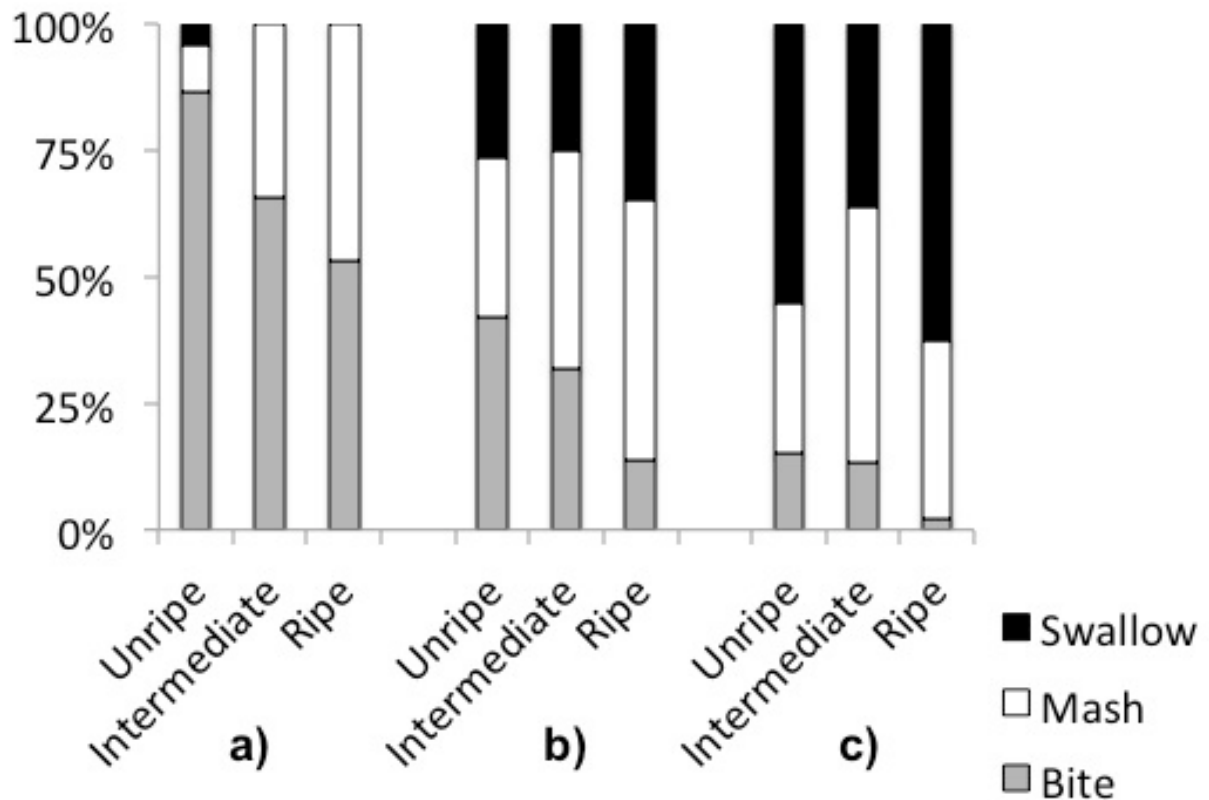 100%
75%
50%
25%
0%
Unripe
Intermediate
Ripe
Unripe
Intermediate
Ripe
Unripe
Intermediate
Ripe
a)
b)
c)
Swallow
Mash
Bite